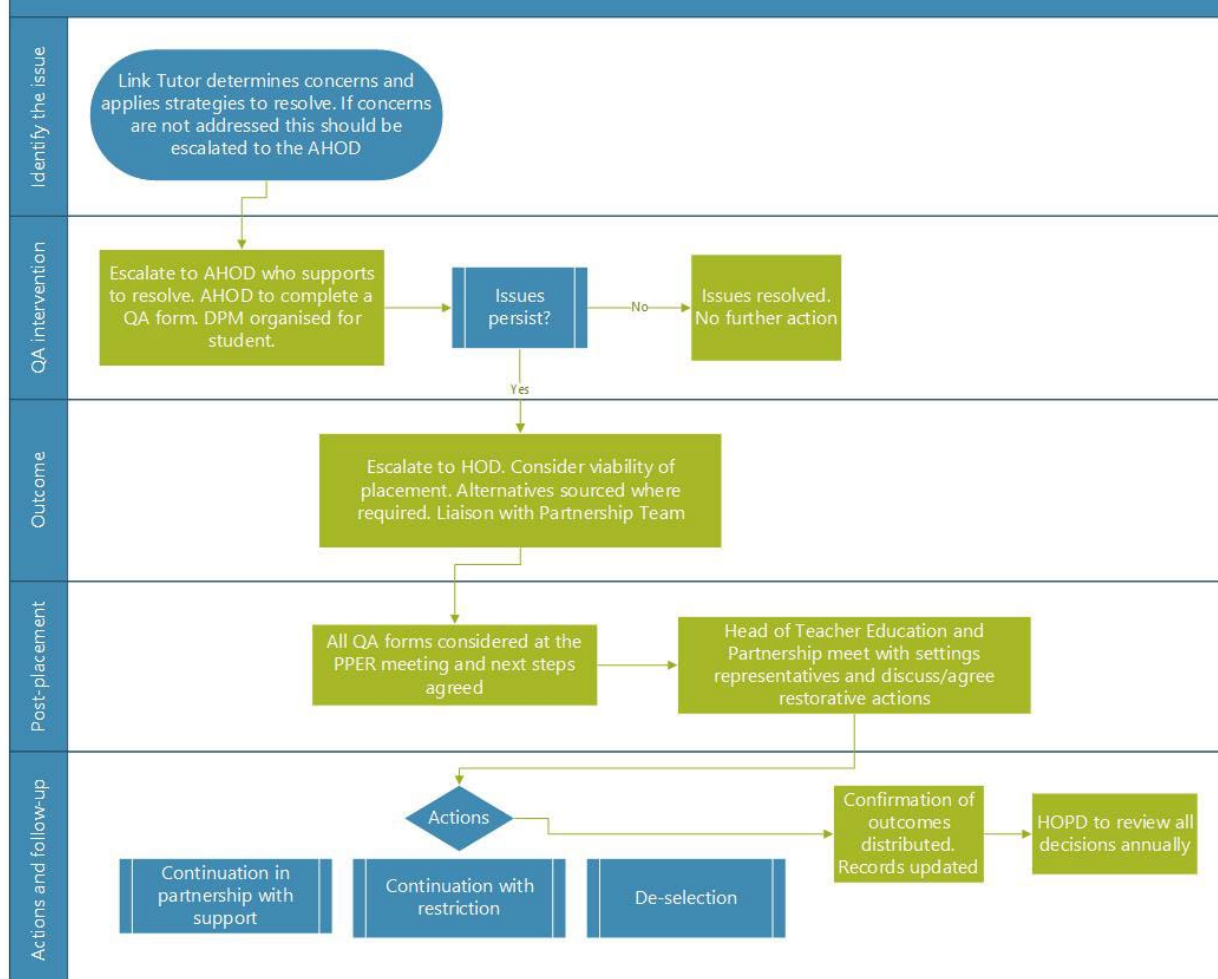 Identify the issue
Link Tutor determines concerns and
applies strategies to resolve. If concerns
are not addressed this should be
escalated to the AHOD
QA intervention
Escalate to AHOD who supports
to resolve. AHOD to complete a
QA form. DPM organised for
student.
Issues
persist?
No
Issues resolved.
No further action
Yes
Outcome
Escalate to HOD. Consider viability of
placement. Alternatives sourced where
required. Liaison with Partnership Team
Post-placement
All QA forms considered at the
PPER meeting and next steps
agreed
Head of Teacher Education and
Partnership meet with settings
representatives and discuss/agree
restorative actions
Actions and follow-up
Actions
Confirmation of
outcomes
distributed.
Records updated
HOPD to review all
decisions annually
Continuation in
partnership with
support
Continuation with
restriction
De-selection